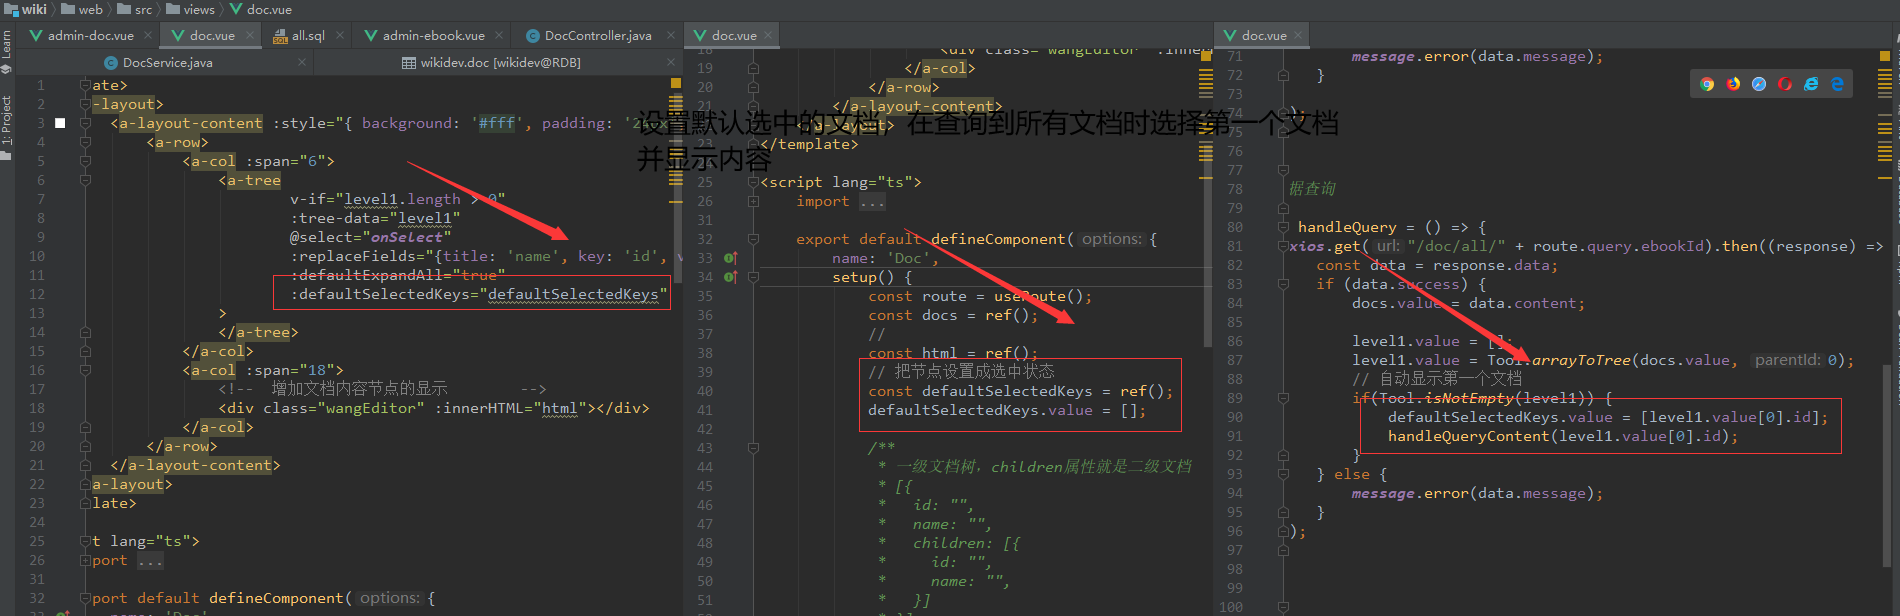 wiki web src views doc.vue
admin-doc.vue doc.vue all.sql admin-ebook.vue DocController.java
DocService.java wikidev.doc [wikidev@RDB]
Learn
1: Project
1 ate>
2 -layout>
3 <a-layout-content :style="{ background: '#fff', padding: '24px
4 <a-row>
5 <a-col :span="6">
6 <a-tree
7 v-if="level1.length > 0"
8 :tree-data="level1"
9 @select="onSelect"
10 :replaceFields="{title: 'name', key: 'id', v
11 :defaultExpandAll="true"
12 :defaultSelectedKeys="defaultSelectedKeys"
13 >
14 </a-tree>
15 </a-col>
16 <a-col :span="18">
17 <!-- 增加文档内容节点的显示 -->
18 <div class="wangEditor" :innerHTML="html"></div>
19 </a-col>
20 </a-row>
21 </a-layout-content>
22 a-layout>
23 late>
24
25 t lang="ts">
26 port ...
31
32 port default defineComponent( options: {
33 name: 'Doc'
设置默认选中的文档，在查询到所有文档时选择第一个文档
并显示内容
doc.vue
18 <div class="wangEditor" :inner
19 </a-col>
20 </a-row>
21 </a-layout-content>
22 </a-layout>
23 </template>
24
25 <script lang="ts">
26 import ...
31
32 export default defineComponent( options: {
33 name: 'Doc',
34 setup() {
35 const route = useRoute();
36 const docs = ref();
37 //
38 const html = ref();
39 // 把节点设置成选中状态
40 const defaultSelectedKeys = ref();
41 defaultSelectedKeys.value = [];
42
43 /**
44 * 一级文档树，children属性就是二级文档
45 * [{
46 * id: "",
47 * name: "",
48 * children: [{
49 * id: "",
50 * name: "",
51 * }]
doc.vue
71 message.error(data.message);
72 }
73
74 );
75
76
77
78 据查询
79
80 handleQuery = () => {
81 xios.get( url: "/doc/all/" + route.query.ebookId).then((response) =>
82 const data = response.data;
83 if (data.success) {
84 docs.value = data.content;
85
86 level1.value = [];
87 level1.value = Tool.arrayToTree(docs.value, parentId: 0);
88 // 自动显示第一个文档
89 if(Tool.isNotEmpty(level1)) {
90 defaultSelectedKeys.value = [level1.value[0].id];
91 handleQueryContent(level1.value[0].id);
92 }
93 } else {
94 message.error(data.message);
95 }
96 );
97
98
99
100